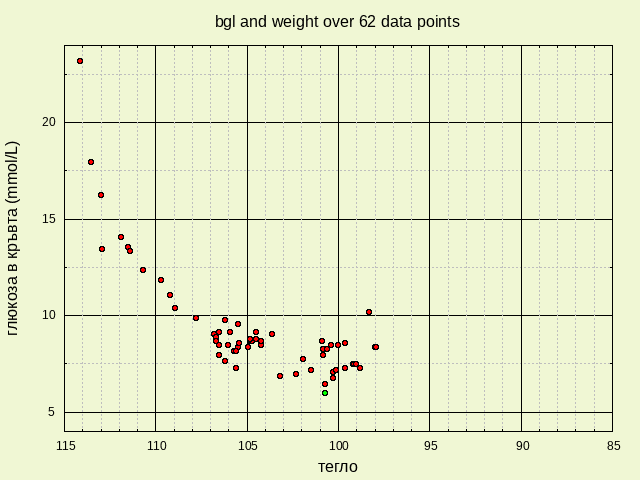 bgl and weight over 62 data points
глюкоза в кръвта (mmol/L)
20
15
10
5
115 110 105 100 95 90 85
тегло